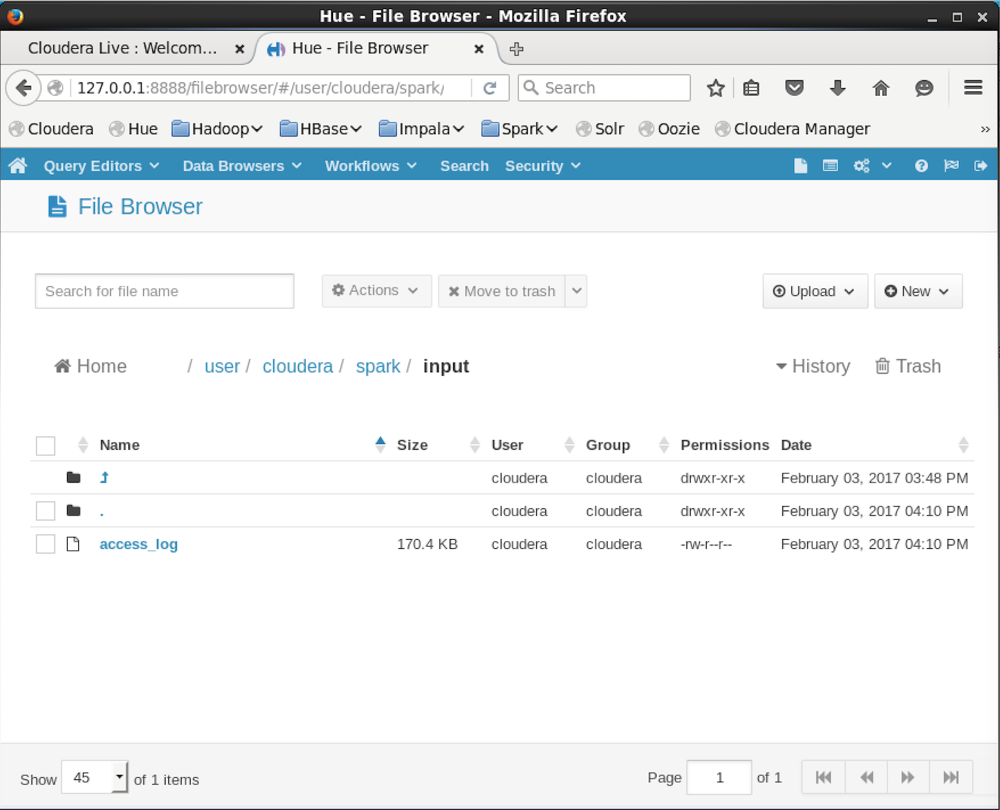 Hue - File Browser - Mozilla Firefox
Cloudera Live : Welcom... Hue - File Browser
127.0.0.1:8888/filebrowser/#/user/cloudera/spark/ Search
Cloudera Hue Hadoop HBase Impala Spark Solr Oozie Cloudera Manager »
Query Editors Data Browsers Workflows Search Security
File Browser
Search for file name Actions Move to trash Upload New
Home / user / cloudera / spark / input History Trash
Name Size User Group Permissions Date
cloudera cloudera drwxr-xr-x February 03, 2017 03:48 PM
. cloudera cloudera drwxr-xr-x February 03, 2017 04:10 PM
access_log 170.4 KB cloudera cloudera -rw-r--r-- February 03, 2017 04:10 PM
Show 45 of 1 items Page 1 of 1